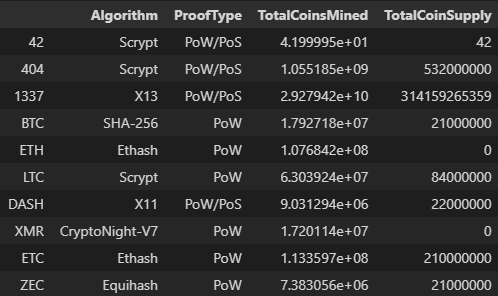 Algorithm ProofType TotalCoinsMined TotalCoinSupply
42 Scrypt PoW/PoS 4.199995e+01 42
404 Scrypt PoW/PoS 1.055185e+09 532000000
1337 X13 PoW/PoS 2.927942e+10 314159265359
BTC SHA-256 PoW 1.792718e+07 21000000
ETH Ethash PoW 1.076842e+08 0
LTC Scrypt PoW 6.303924e+07 84000000
DASH X11 PoW/PoS 9.031294e+06 22000000
XMR CryptoNight-V7 PoW 1.720114e+07 0
ETC Ethash PoW 1.133597e+08 210000000
ZEC Equihash PoW 7.383056e+06 21000000